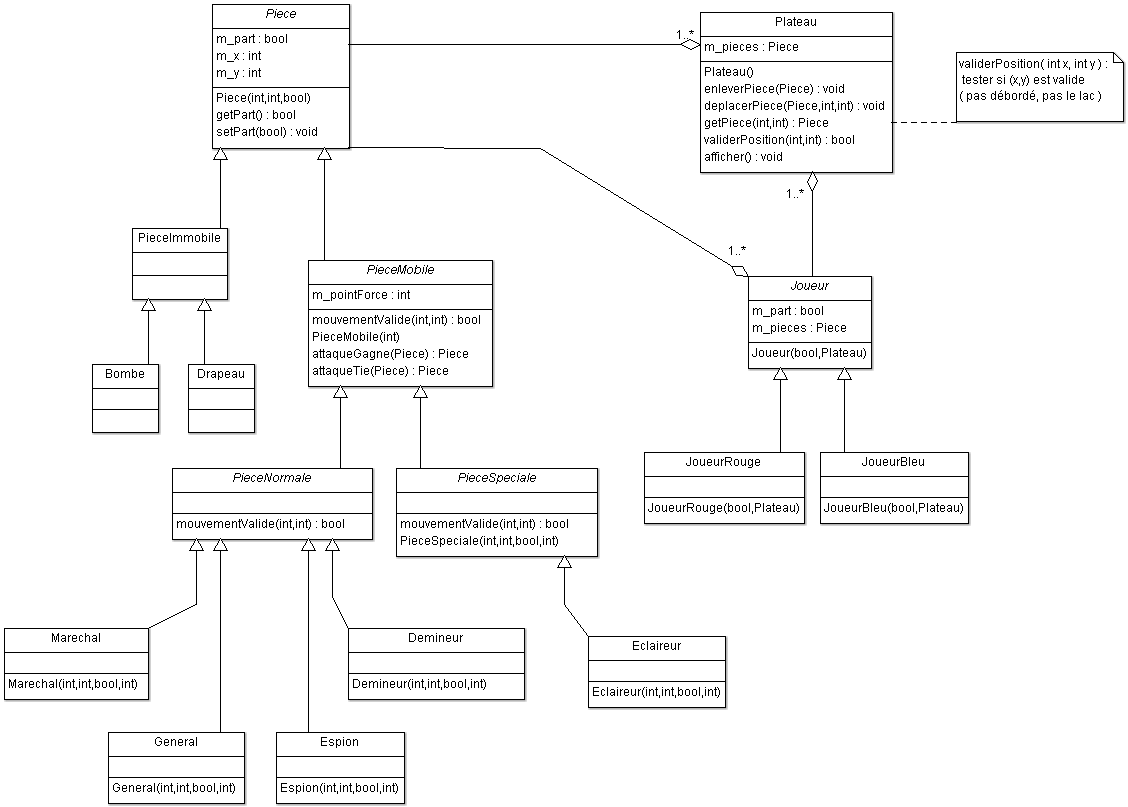 Piece
m_part : bool
m_x : int
m_y : int
Piece(int,int,bool)
getPart() : bool
setPart(bool) : void
1..*
Plateau
m_pieces : Piece
Plateau()
enleverPiece(Piece) : void
deplacerPiece(Piece,int,int) : void
getPiece(int,int) : Piece
validerPosition(int,int) : bool
afficher() : void
validerPosition( int x, int y ) :
tester si (x,y) est valide
( pas débordé, pas le lac )
1..*
1..*
PieceImmobile
PieceMobile
m_pointForce : int
mouvementValide(int,int) : bool
PieceMobile(int)
attaqueGagne(Piece) : Piece
attaqueTie(Piece) : Piece
Joueur
m_part : bool
m_pieces : Piece
Joueur(bool,Plateau)
Bombe
Drapeau
PieceNormale
mouvementValide(int,int) : bool
PieceSpeciale
mouvementValide(int,int) : bool
PieceSpeciale(int,int,bool,int)
JoueurRouge
JoueurRouge(bool,Plateau)
JoueurBleu
JoueurBleu(bool,Plateau)
Marechal
Marechal(int,int,bool,int)
Demineur
Demineur(int,int,bool,int)
Eclaireur
Eclaireur(int,int,bool,int)
General
General(int,int,bool,int)
Espion
Espion(int,int,bool,int)